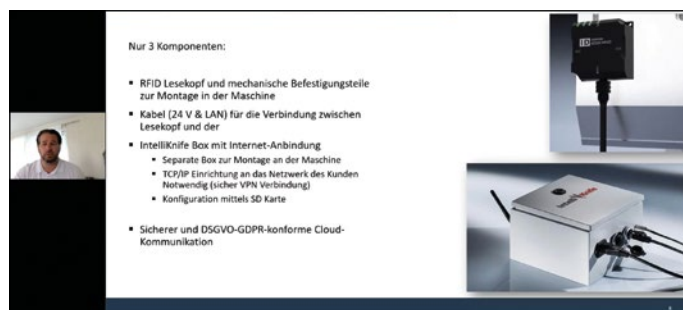 Nur 3 Komponenten:
▪ RFID Lesekopf und mechanische Befestigungsteile
zur Montage in der Maschine
▪ Kabel (24 V & LAN) für die Verbindung zwischen
Lesekopf und der
▪ IntelliKnife Box mit Internet-Anbindung
▪ Separate Box zur Montage an der Maschine
▪ TCP/IP Einrichtung an das Netzwerk des Kunden
Notwendig (sicher VPN Verbindung)
▪ Konfiguration mittels SD Karte
▪ Sicherer und DSGVO-GDPR-konforme Cloud-
Kommunikation
ID